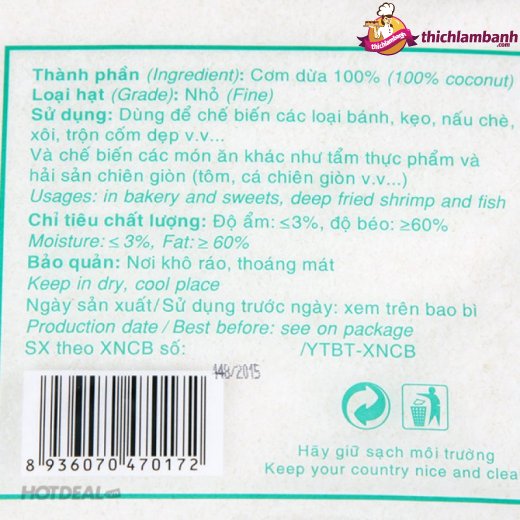 thichlambanh.com
thichlambanh
Thành phần (Ingredient): Cơm dừa 100% (100% coconut)
Loại hạt (Grade): Nhỏ (Fine)
Sử dụng: Dùng để chế biến các loại bánh, kẹo, nấu chè,
xôi, trộn cốm dẹp v.v...
Và chế biến các món ăn khác như tẩm thực phẩm và
hải sản chiên giòn (tôm, cá chiên giòn v.v...)
Usages: in bakery and sweets, deep fried shrimp and fish
Chỉ tiêu chất lượng: Độ ẩm: ≤3%, độ béo: ≥60%
Moisture: ≤ 3%, Fat: ≥ 60%
Bảo quản: Nơi khô ráo, thoáng mát
Keep in dry, cool place
Ngày sản xuất/ Sử dụng trước ngày: xem trên bao bì
Production date / Best before: see on package
SX theo XNCB số: /YTBT-XNCB
148/2015
8 936070 470172
Hãy giữ sạch môi trường
Keep your country nice and clea
HOTDEAL